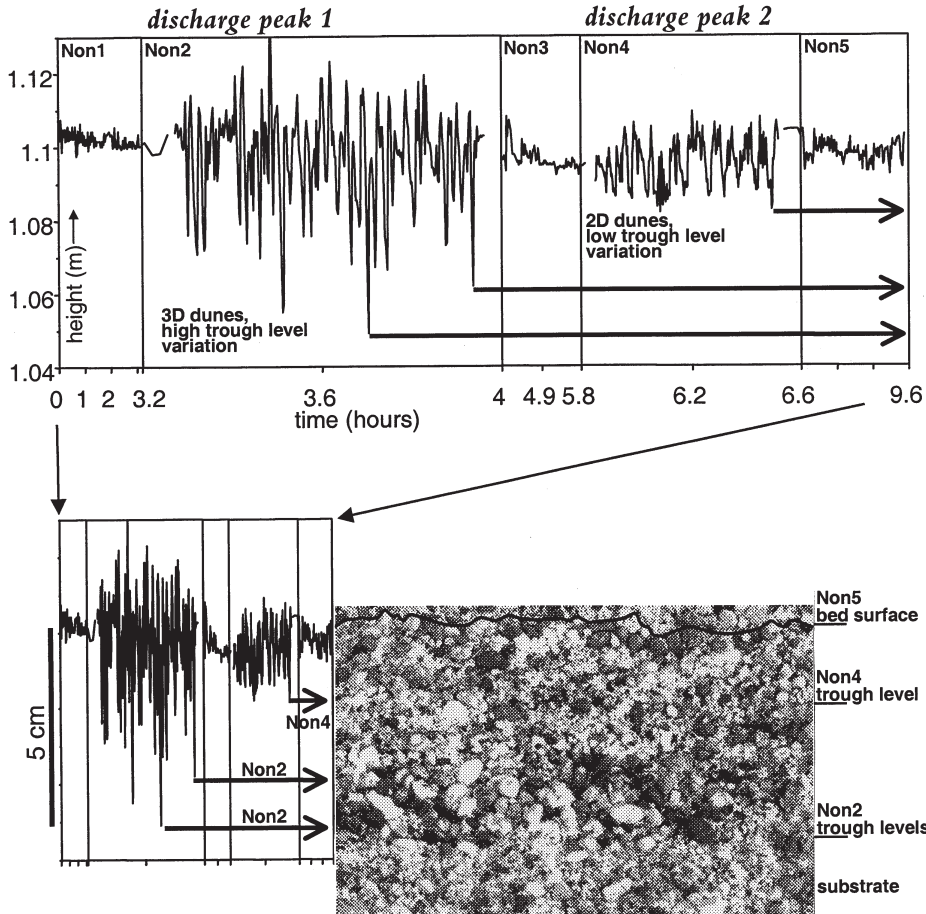 discharge peak 1
discharge peak 2
Non1
Non2
Non3
Non4
Non5
1.12
1.1
1.08
1.06
1.04
height (m)
3D dunes,
high trough level
variation
2D dunes,
low trough level
variation
0 1 2 3.2 3.6 4 4.9 5.8 6.2 6.6 9.6
time (hours)
5 cm
Non4
Non2
Non2
Non5
bed surface
Non4
trough level
Non2
trough levels
substrate